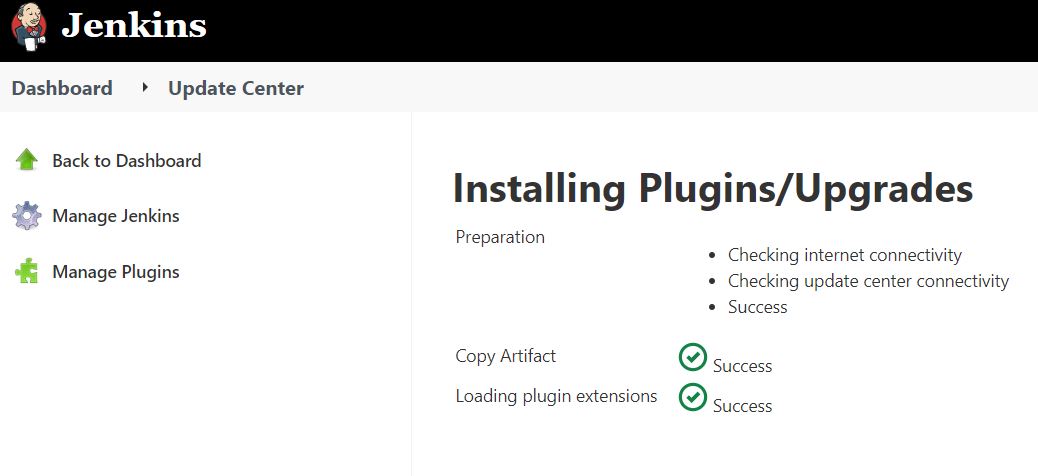 Jenkins
Dashboard
Update Center
Back to Dashboard
Manage Jenkins
Manage Plugins
Installing Plugins/Upgrades
Preparation
Checking internet connectivity
Checking update center connectivity
Success
Copy Artifact
Success
Loading plugin extensions
Success